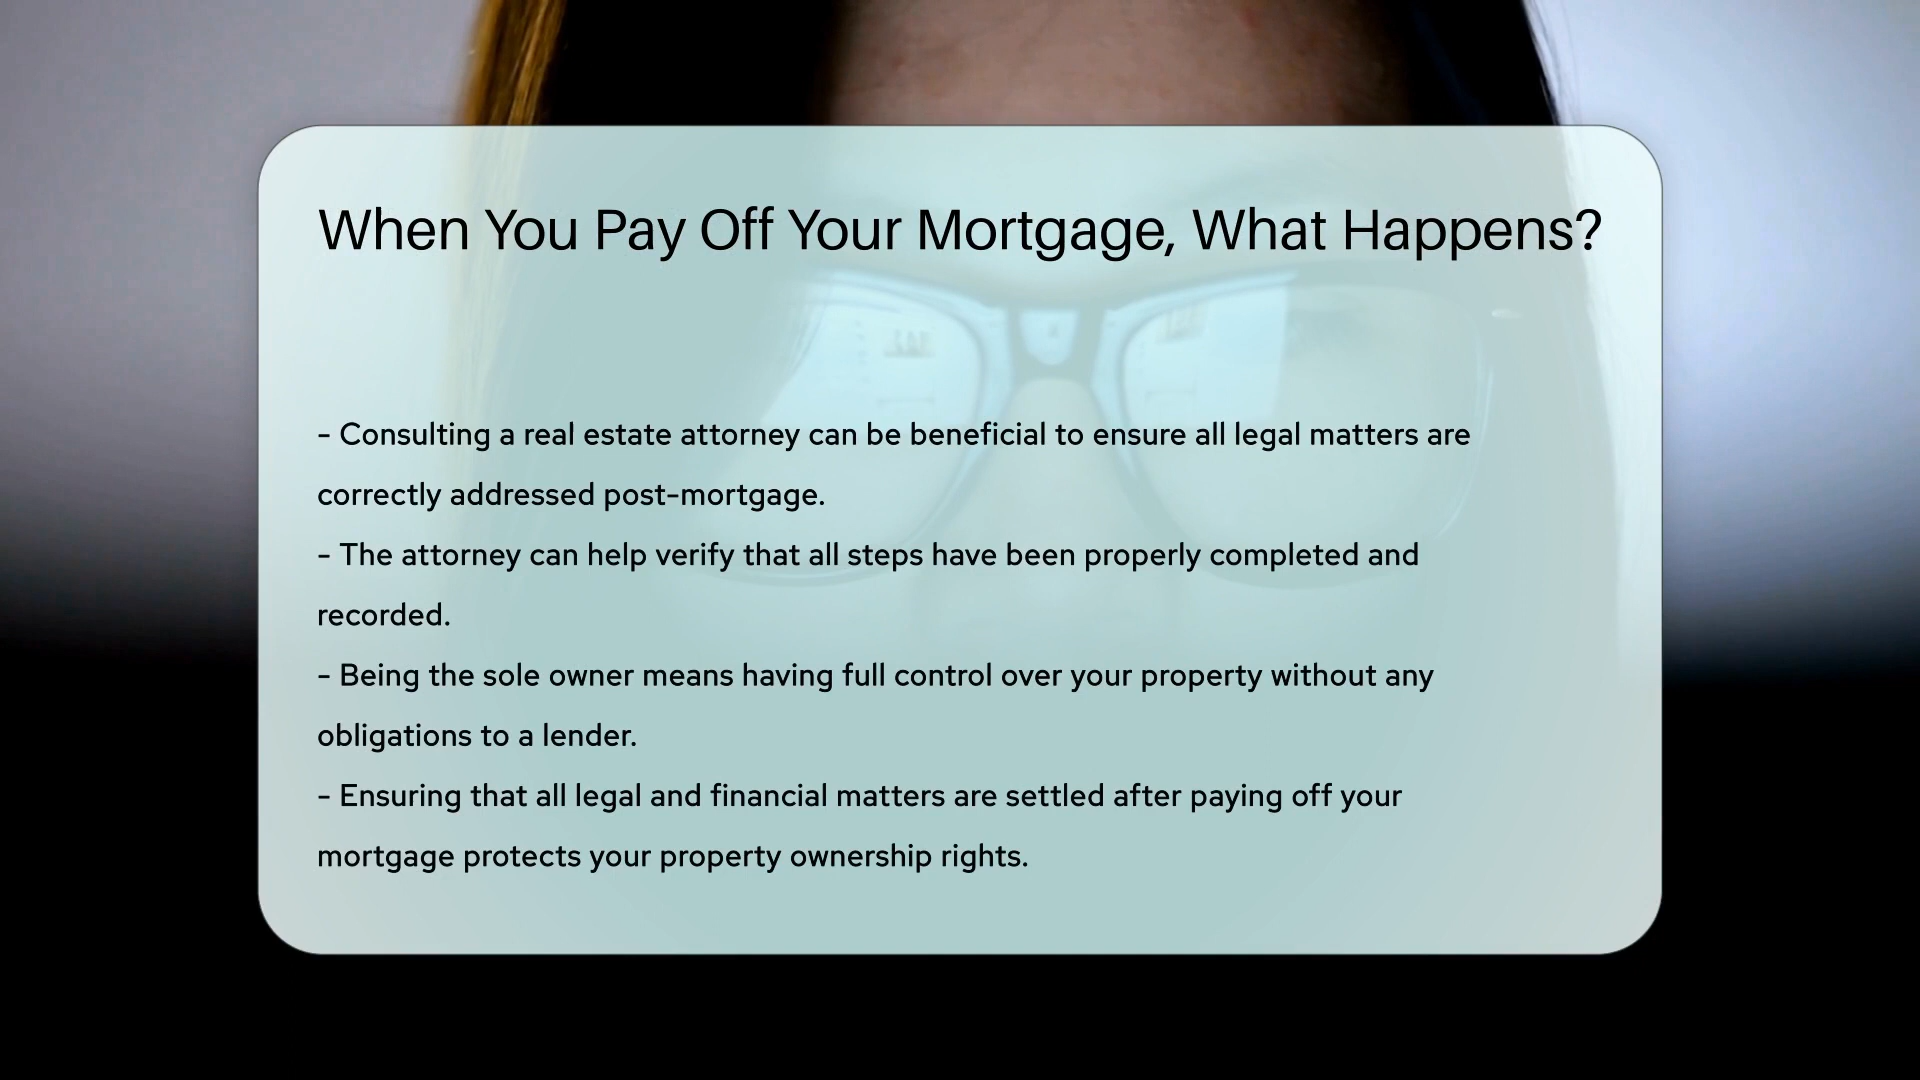 When You Pay Off Your Mortgage, What Happens?
- Consulting a real estate attorney can be beneficial to ensure all legal matters are
correctly addressed post-mortgage.
- The attorney can help verify that all steps have been properly completed and
recorded.
- Being the sole owner means having full control over your property without any
obligations to a lender.
- Ensuring that all legal and financial matters are settled after paying off your
mortgage protects your property ownership rights.